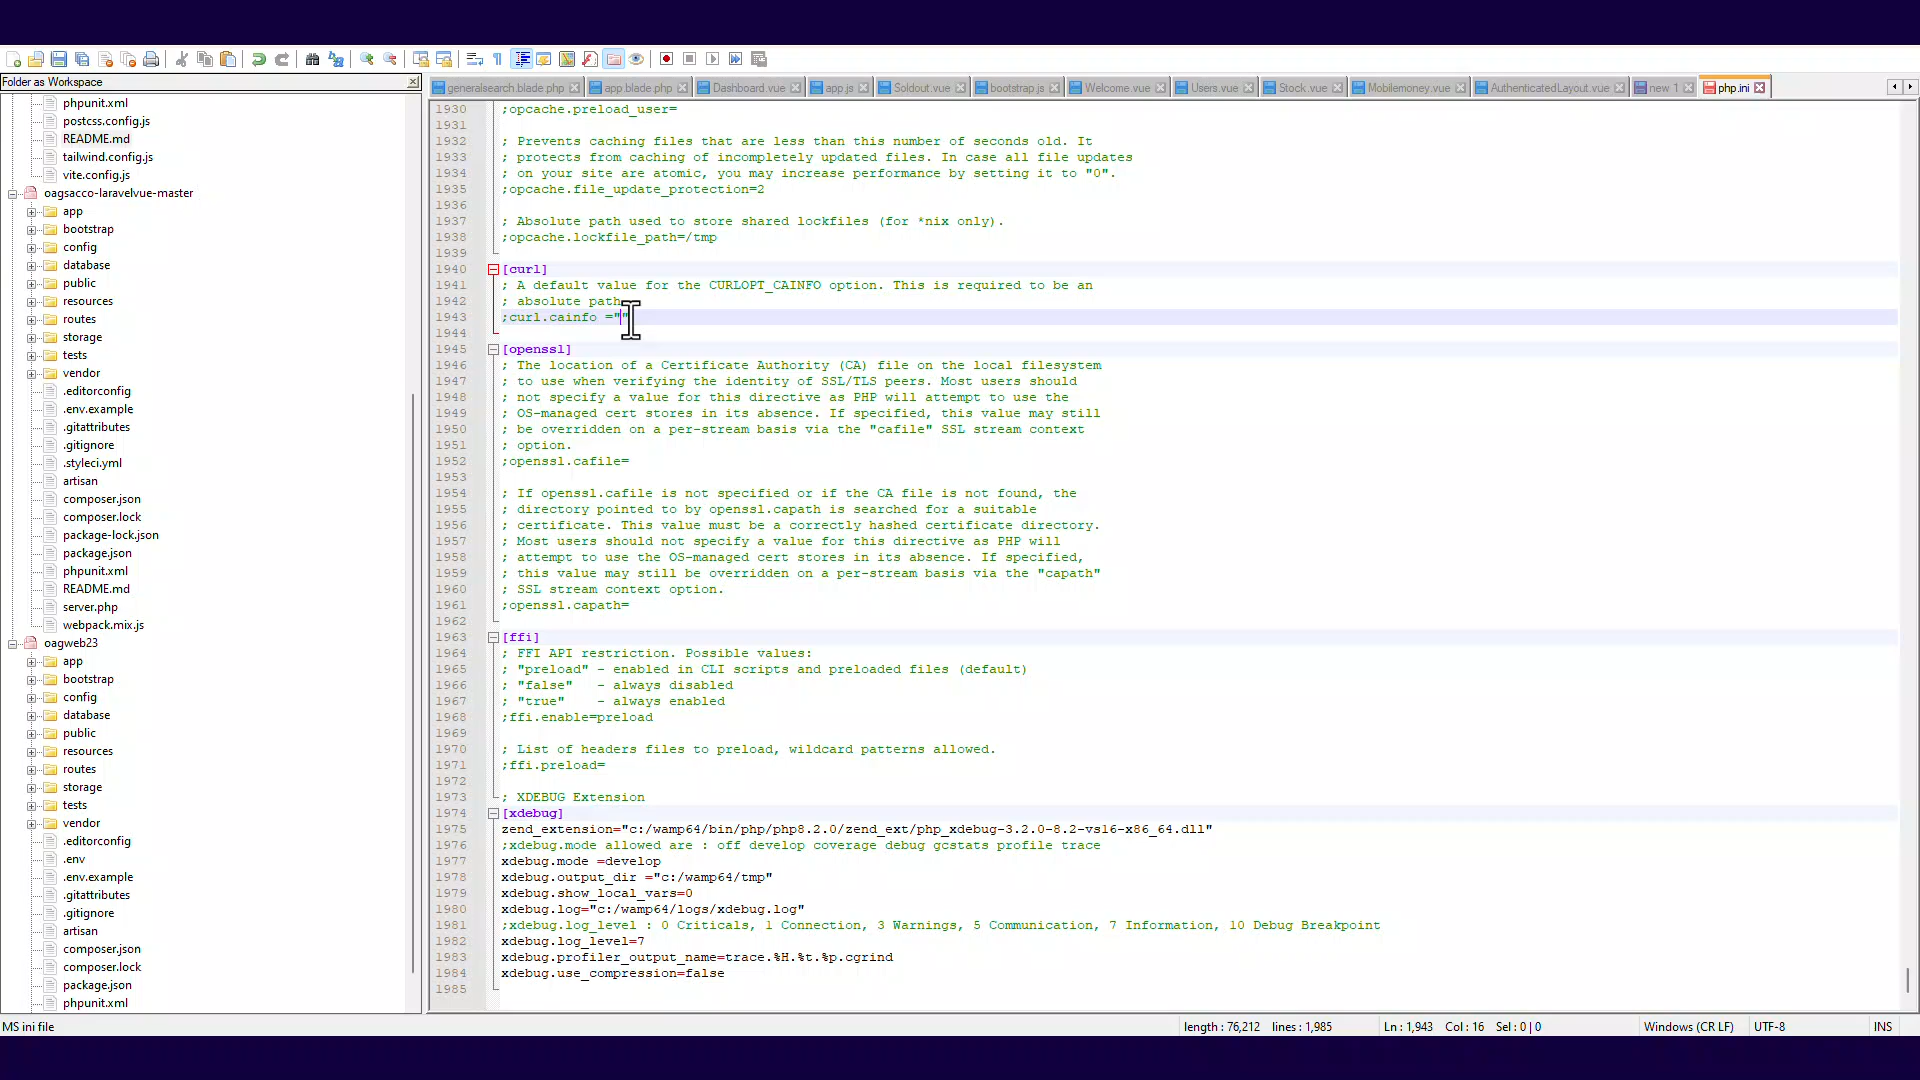 Folder as Workspace
phpunit.xml
postcss.config.js
README.md
tailwind.config.js
vite.config.js
oagsacco-laravelvue-master
app
bootstrap
config
database
public
resources
routes
storage
tests
vendor
.editorconfig
.env.example
.gitattributes
.gitignore
.styleci.yml
artisan
composer.json
composer.lock
package-lock.json
package.json
phpunit.xml
README.md
server.php
webpack.mix.js
oagweb23
app
bootstrap
config
database
public
resources
routes
storage
tests
vendor
.editorconfig
.env
.env.example
.gitattributes
.gitignore
artisan
composer.json
composer.lock
package.json
phpunit.xml
generalsearch.blade.php app.blade.php Dashboard.vue app.js Soldout.vue bootstrap.js Welcome.vue Users.vue Stock.vue Mobilemoney.vue AuthenticatedLayout.vue new 1 php.ini
1930 ;opcache.preload_user=
1931
1932 ; Prevents caching files that are less than this number of seconds old. It
1933 ; protects from caching of incompletely updated files. In case all file updates
1934 ; on your site are atomic, you may increase performance by setting it to "0".
1935 ;opcache.file_update_protection=2
1936
1937 ; Absolute path used to store shared lockfiles (for *nix only).
1938 ;opcache.lockfile_path=/tmp
1939
1940 [curl]
1941 ; A default value for the CURLOPT_CAINFO option. This is required to be an
1942 ; absolute path
1943 ;curl.cainfo =""
1944
1945 [openssl]
1946 ; The location of a Certificate Authority (CA) file on the local filesystem
1947 ; to use when verifying the identity of SSL/TLS peers. Most users should
1948 ; not specify a value for this directive as PHP will attempt to use the
1949 ; OS-managed cert stores in its absence. If specified, this value may still
1950 ; be overridden on a per-stream basis via the "cafile" SSL stream context
1951 ; option.
1952 ;openssl.cafile=
1953
1954 ; If openssl.cafile is not specified or if the CA file is not found, the
1955 ; directory pointed to by openssl.capath is searched for a suitable
1956 ; certificate. This value must be a correctly hashed certificate directory.
1957 ; Most users should not specify a value for this directive as PHP will
1958 ; attempt to use the OS-managed cert stores in its absence. If specified,
1959 ; this value may still be overridden on a per-stream basis via the "capath"
1960 ; SSL stream context option.
1961 ;openssl.capath=
1962
1963 [ffi]
1964 ; FFI API restriction. Possible values:
1965 ; "preload" - enabled in CLI scripts and preloaded files (default)
1966 ; "false" - always disabled
1967 ; "true" - always enabled
1968 ;ffi.enable=preload
1969
1970 ; List of headers files to preload, wildcard patterns allowed.
1971 ;ffi.preload=
1972
1973 ; XDEBUG Extension
1974 [xdebug]
1975 zend_extension="c:/wamp64/bin/php/php8.2.0/zend_ext/php_xdebug-3.2.0-8.2-vs16-x86_64.dll"
1976 ;xdebug.mode allowed are : off develop coverage debug gcstats profile trace
1977 xdebug.mode =develop
1978 xdebug.output_dir ="c:/wamp64/tmp"
1979 xdebug.show_local_vars=0
1980 xdebug.log="c:/wamp64/logs/xdebug.log"
1981 ;xdebug.log_level : 0 Criticals, 1 Connection, 3 Warnings, 5 Communication, 7 Information, 10 Debug Breakpoint
1982 xdebug.log_level=7
1983 xdebug.profiler_output_name=trace.%H.%t.%p.cgrind
1984 xdebug.use_compression=false
1985
MS ini file length : 76,212 lines : 1,985 Ln : 1,943 Col : 16 Sel : 0 | 0 Windows (CR LF) UTF-8 INS